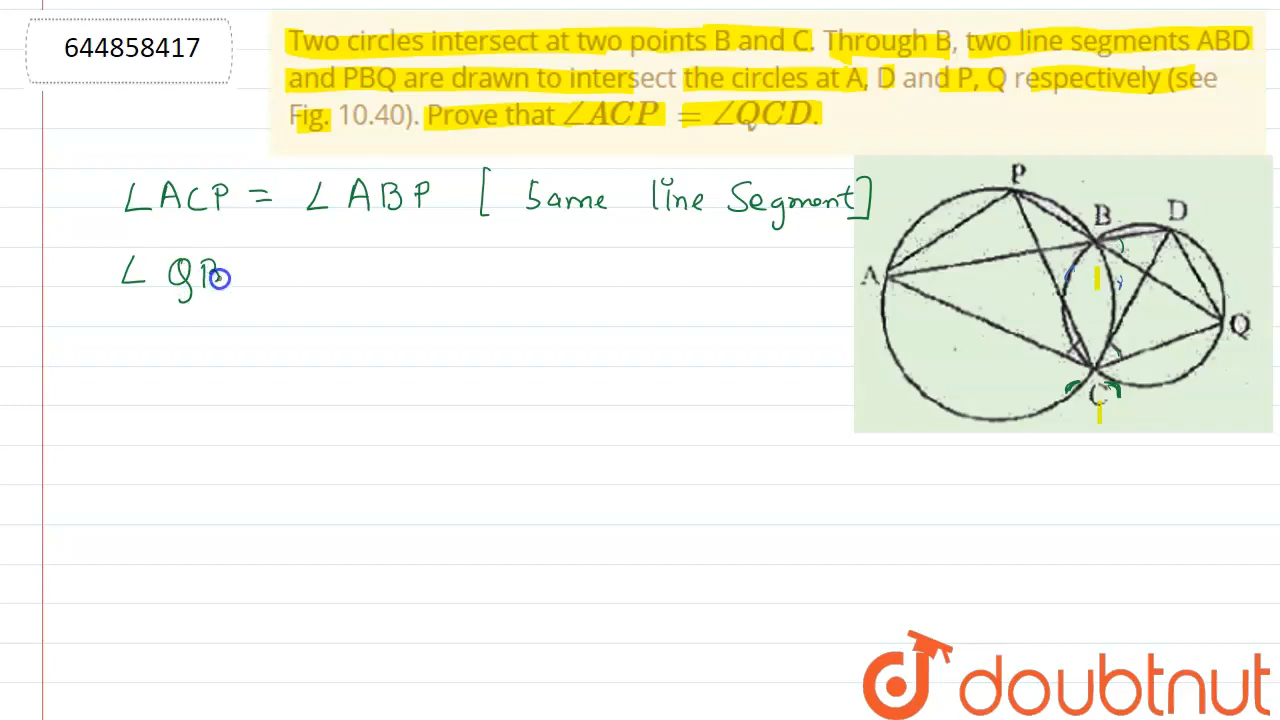 644858417
Two circles intersect at two points B and C. Through B, two line segments ABD
and PBQ are drawn to intersect the circles at A, D and P, Q respectively (see
Fig. 10.40). Prove that ∠ACP = ∠QCD.
∠ACP = ∠ABP [ Same line Segment]
∠ QB
P
B
D
A
Q
C
doubtnut